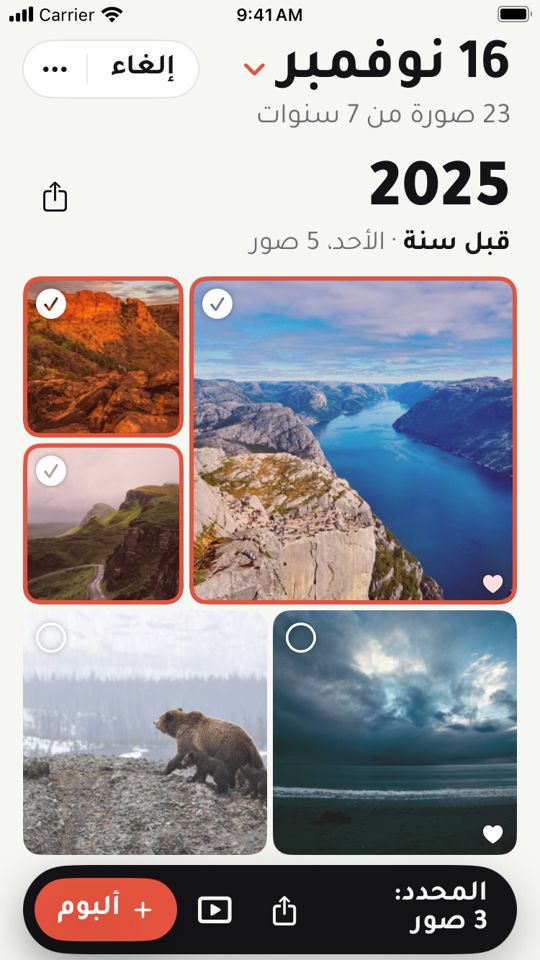 Carrier
9:41 AM
16 نوفمبر
إلغاء
23 صورة من 7 سنوات
2025
قبل سنة · الأحد، 5 صور
المحدد:
3 صور
+ ألبوم